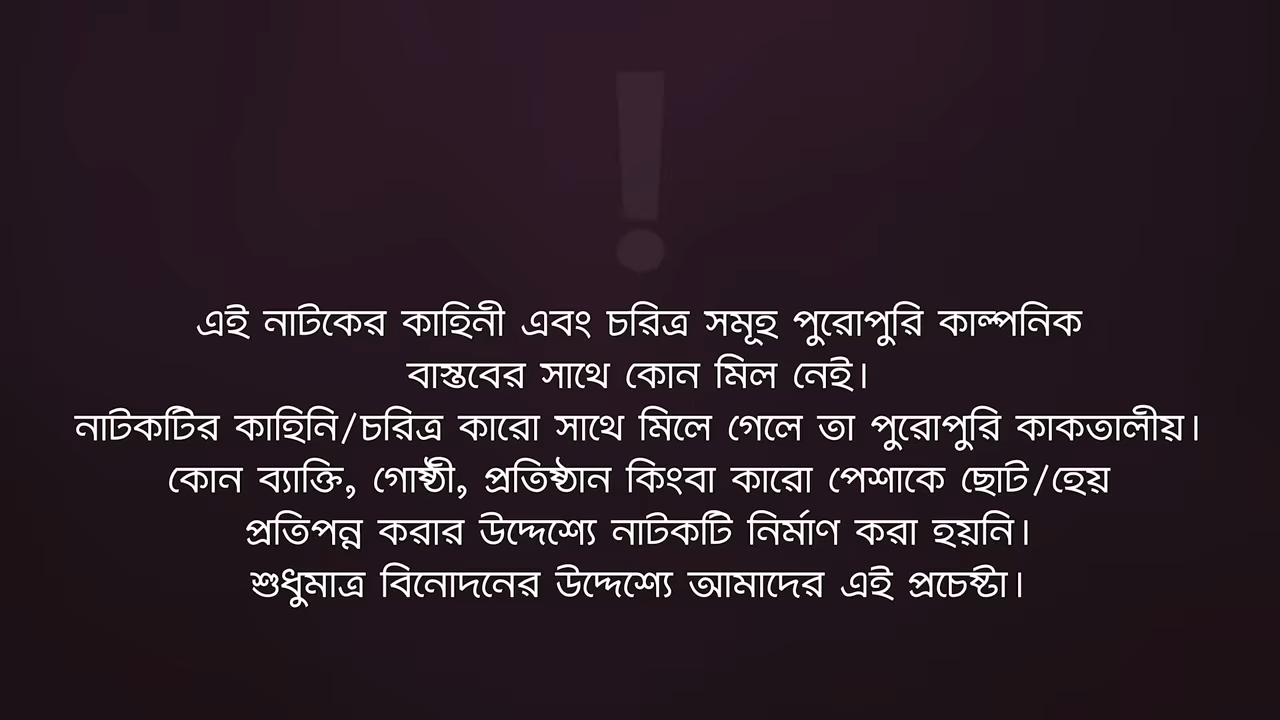 এই নাটকের কাহিনী এবং চরিত্র সমূহ পুরোপুরি কাল্পনিক
বাস্তবের সাথে কোন মিল নেই।
নাটকটির কাহিনি/চরিত্র কারো সাথে মিলে গেলে তা পুরোপুরি কাকতালীয়।
কোন ব্যাক্তি, গোষ্ঠী, প্রতিষ্ঠান কিংবা কারো পেশাকে ছোট/হেয়
প্রতিপন্ন করার উদ্দেশ্যে নাটকটি নির্মাণ করা হয়নি।
শুধুমাত্র বিনোদনের উদ্দেশ্যে আমাদের এই প্রচেষ্টা।